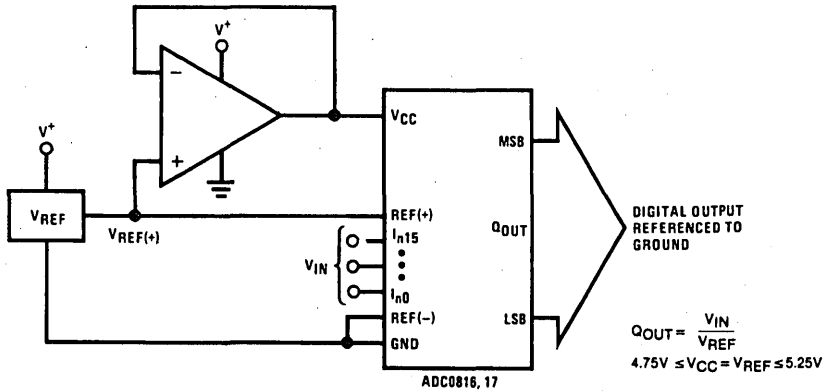 V+
−
VCC
MSB
V+
+
VREF
VREF(+)
REF(+)
In15
VIN
QOUT
In0
REF(−)
LSB
GND
DIGITAL OUTPUT
REFERENCED TO
GROUND
QOUT = VIN / VREF
4.75V ≤ VCC = VREF ≤ 5.25V
ADC0816, 17